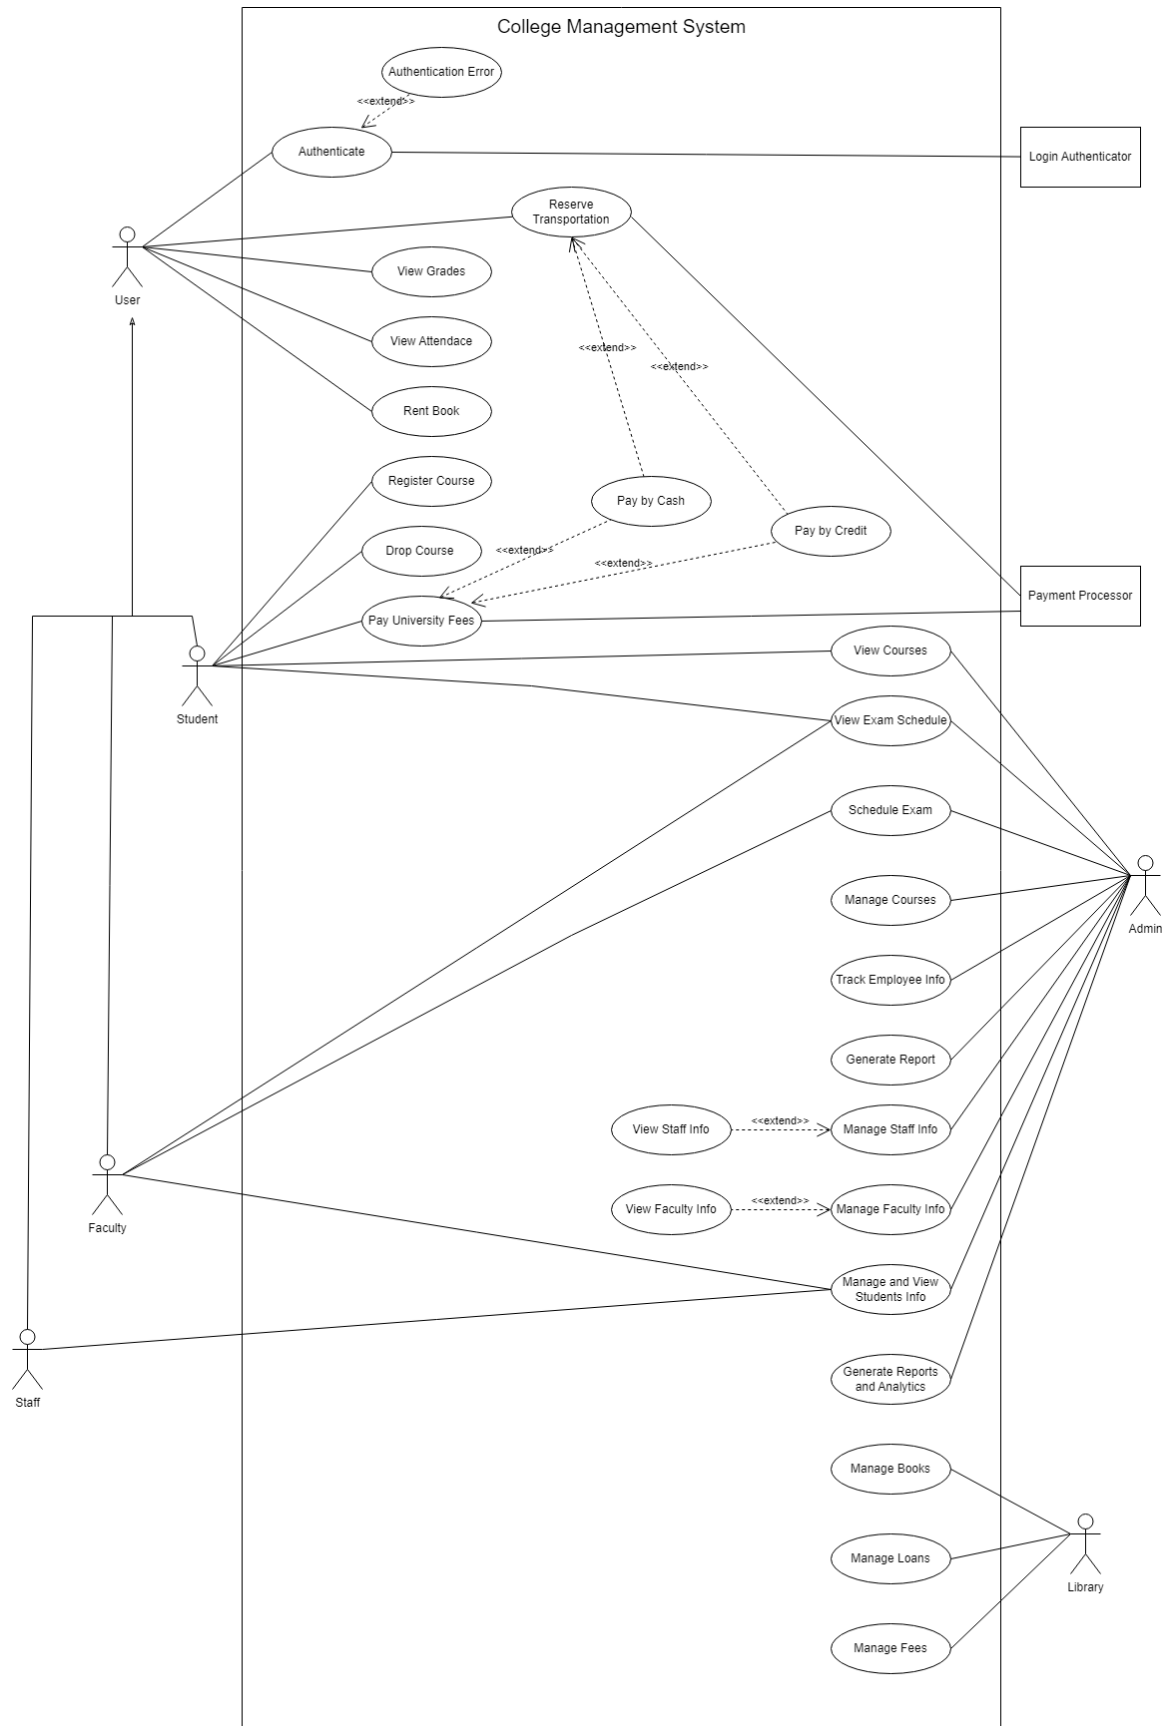 College Management System
Authentication Error
<<extend>>
Authenticate
Login Authenticator
Reserve
Transportation
User
View Grades
View Attendace
<<extend>>
<<extend>>
Rent Book
Register Course
Pay by Cash
Pay by Credit
Drop Course
<<extend>>
<<extend>>
Payment Processor
Pay University Fees
View Courses
Student
View Exam Schedule
Schedule Exam
Manage Courses
Admin
Track Employee Info
Generate Report
View Staff Info
<<extend>>
Manage Staff Info
View Faculty Info
<<extend>>
Manage Faculty Info
Faculty
Manage and View
Students Info
Generate Reports
and Analytics
Staff
Manage Books
Manage Loans
Library
Manage Fees